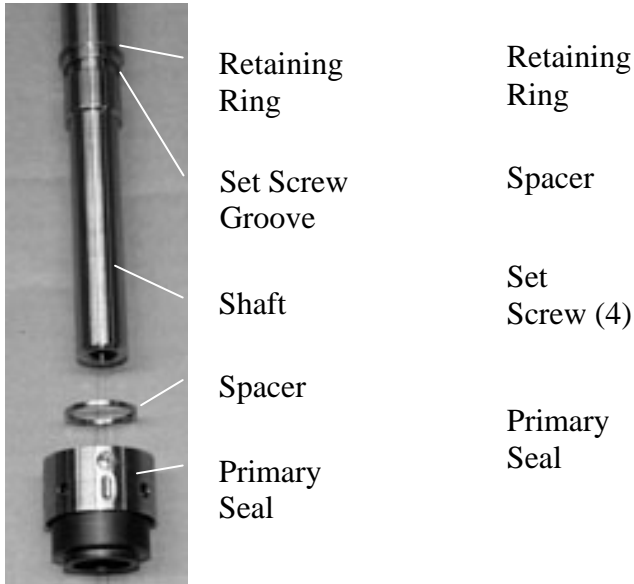 Retaining
Ring
Set Screw
Groove
Shaft
Spacer
Primary
Seal
Retaining
Ring
Spacer
Set
Screw (4)
Primary
Seal